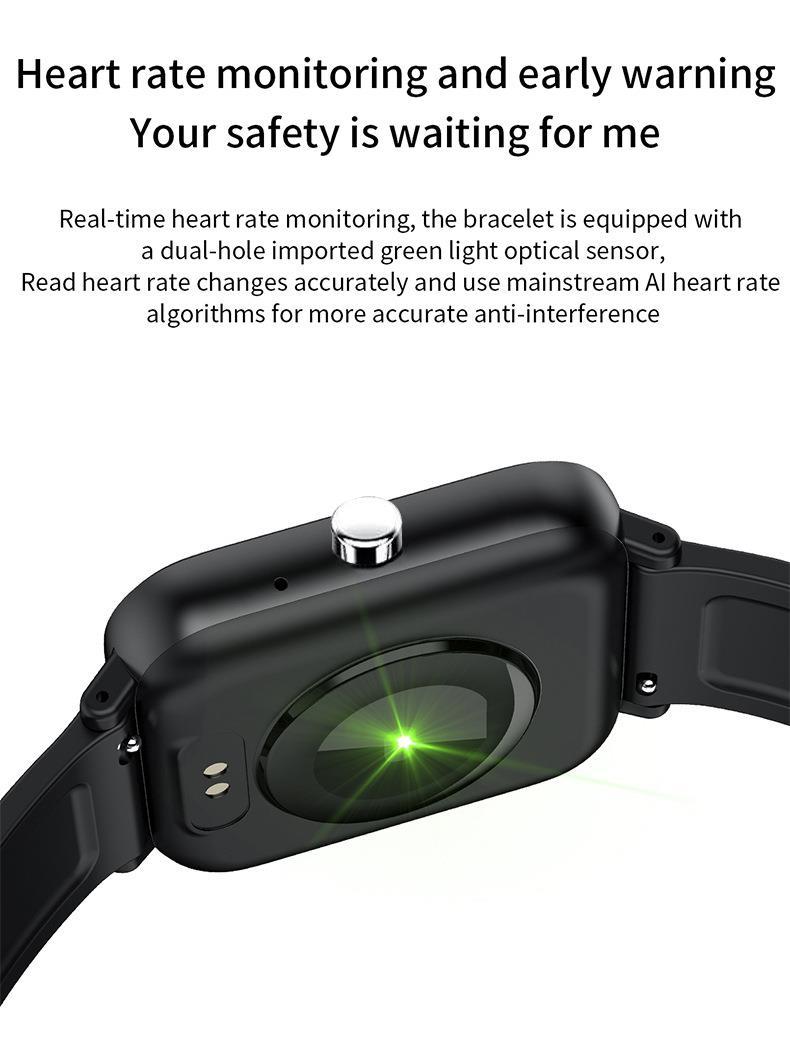 Heart rate monitoring and early warning
Your safety is waiting for me
Real-time heart rate monitoring, the bracelet is equipped with
a dual-hole imported green light optical sensor,
Read heart rate changes accurately and use mainstream AI heart rate
algorithms for more accurate anti-interference